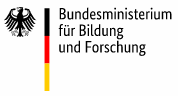 Bundesministerium
für Bildung
und Forschung